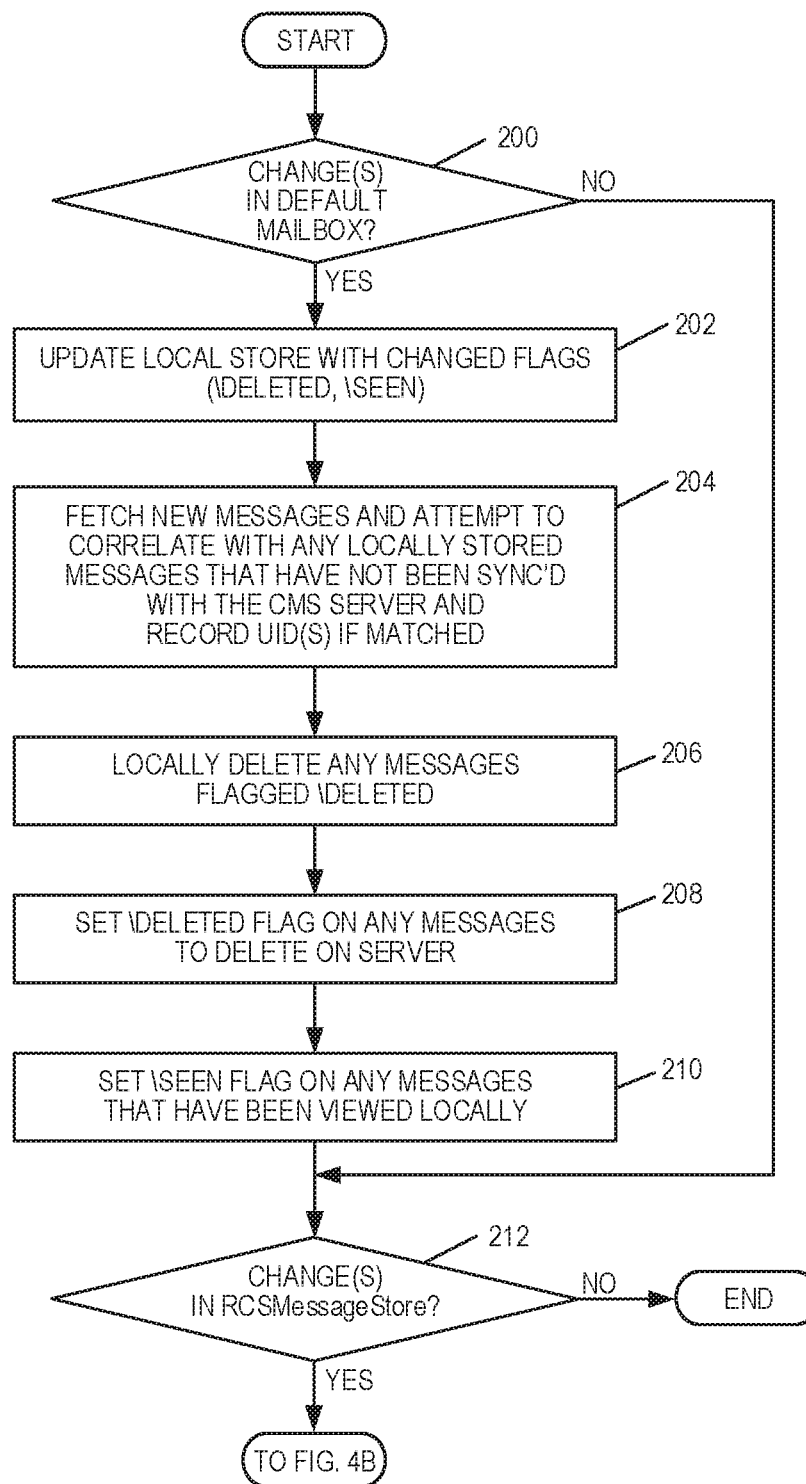 START
200
CHANGE(S)
IN DEFAULT
MAILBOX?
NO
YES
202
UPDATE LOCAL STORE WITH CHANGED FLAGS
(\DELETED, \SEEN)
204
FETCH NEW MESSAGES AND ATTEMPT TO
CORRELATE WITH ANY LOCALLY STORED
MESSAGES THAT HAVE NOT BEEN SYNC'D
WITH THE CMS SERVER AND
RECORD UID(S) IF MATCHED
206
LOCALLY DELETE ANY MESSAGES
FLAGGED \DELETED
208
SET \DELETED FLAG ON ANY MESSAGES
TO DELETE ON SERVER
210
SET \SEEN FLAG ON ANY MESSAGES
THAT HAVE BEEN VIEWED LOCALLY
212
CHANGE(S)
IN RCSMessageStore?
NO
END
YES
TO FIG. 4B